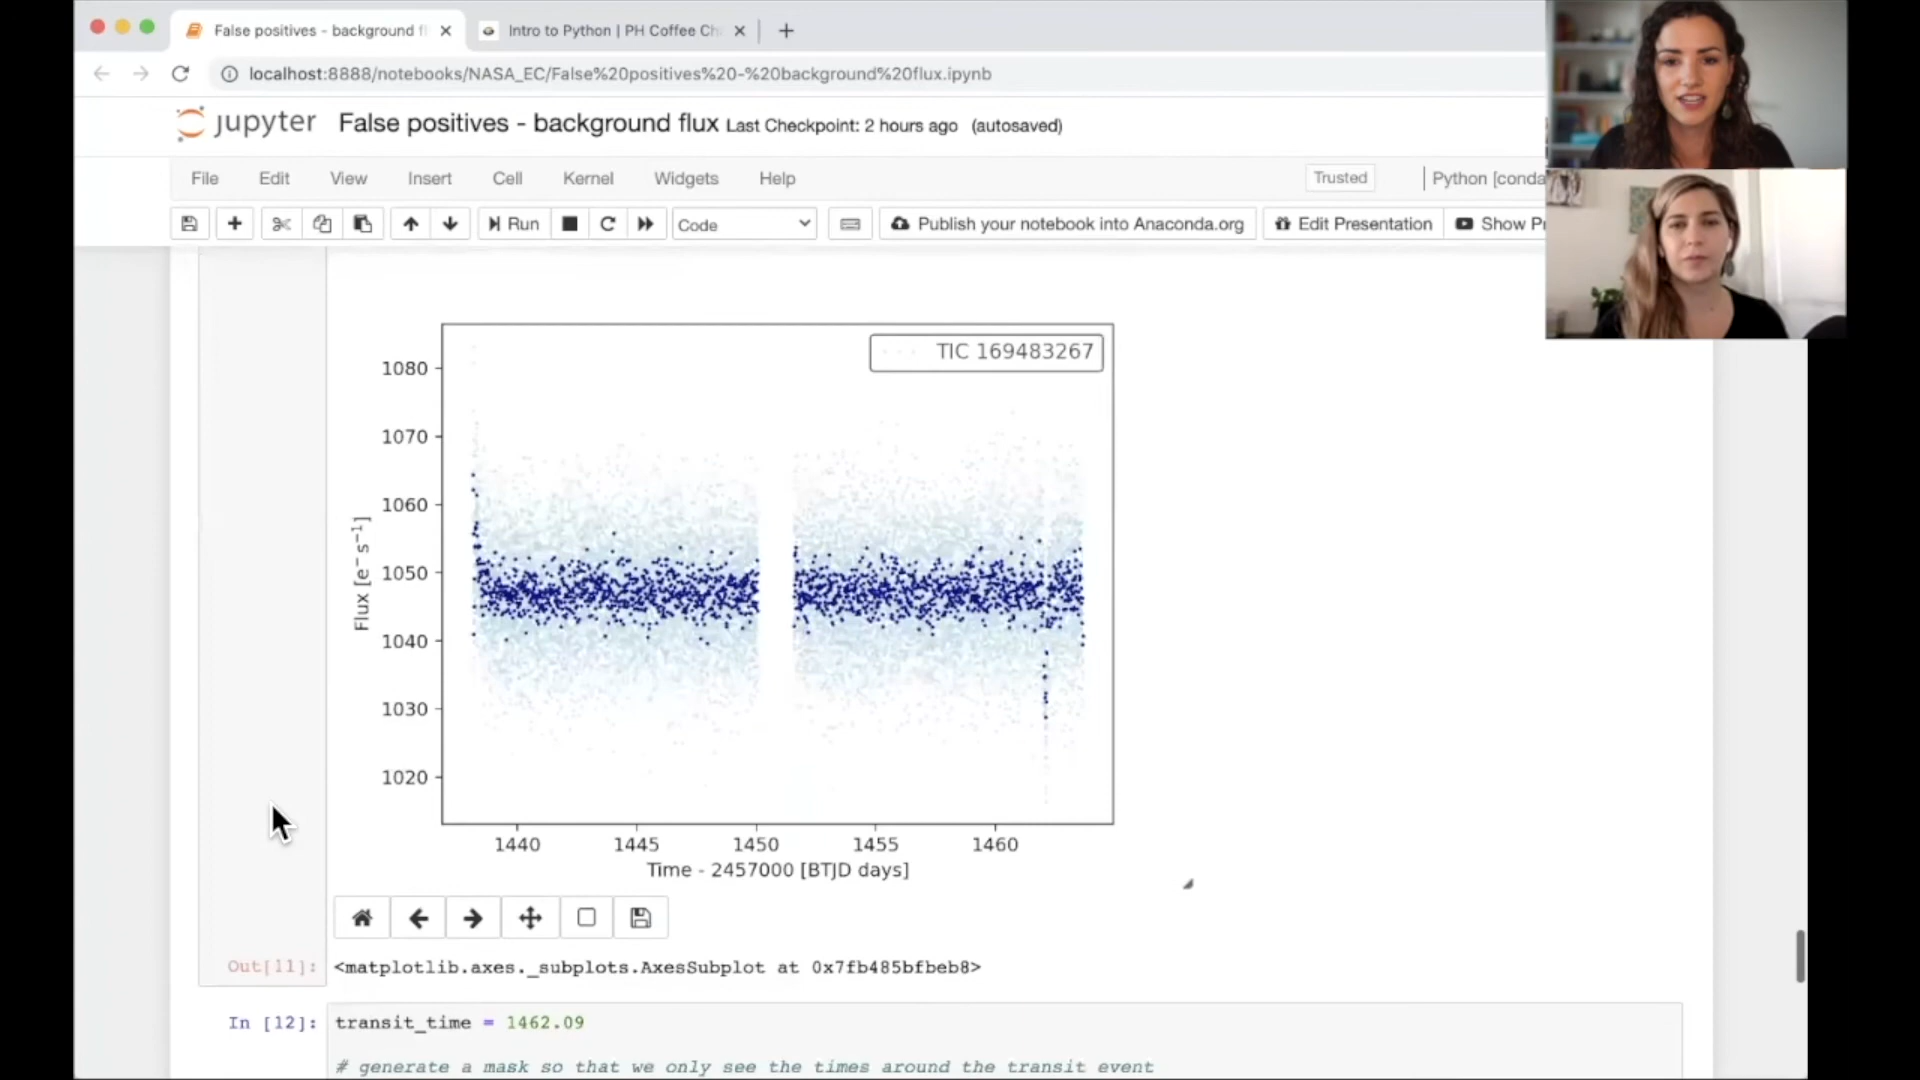 False positives - background f
Intro to Python | PH Coffee Ch
localhost:8888/notebooks/NASA_EC/False%20positives%20-%20background%20flux.ipynb
jupyter
False positives - background flux Last Checkpoint: 2 hours ago (autosaved)
File Edit View Insert Cell Kernel Widgets Help
Trusted
Python [conda
Run
Code
Publish your notebook into Anaconda.org
Edit Presentation
Show Pr
TIC 169483267
1080
1070
1060
1050
1040
1030
1020
Flux [e⁻ s⁻¹]
1440 1445 1450 1455 1460
Time - 2457000 [BTJD days]
Out[11]: <matplotlib.axes._subplots.AxesSubplot at 0x7fb485bfbeb8>
In [12]: transit_time = 1462.09
# generate a mask so that we only see the times around the transit event